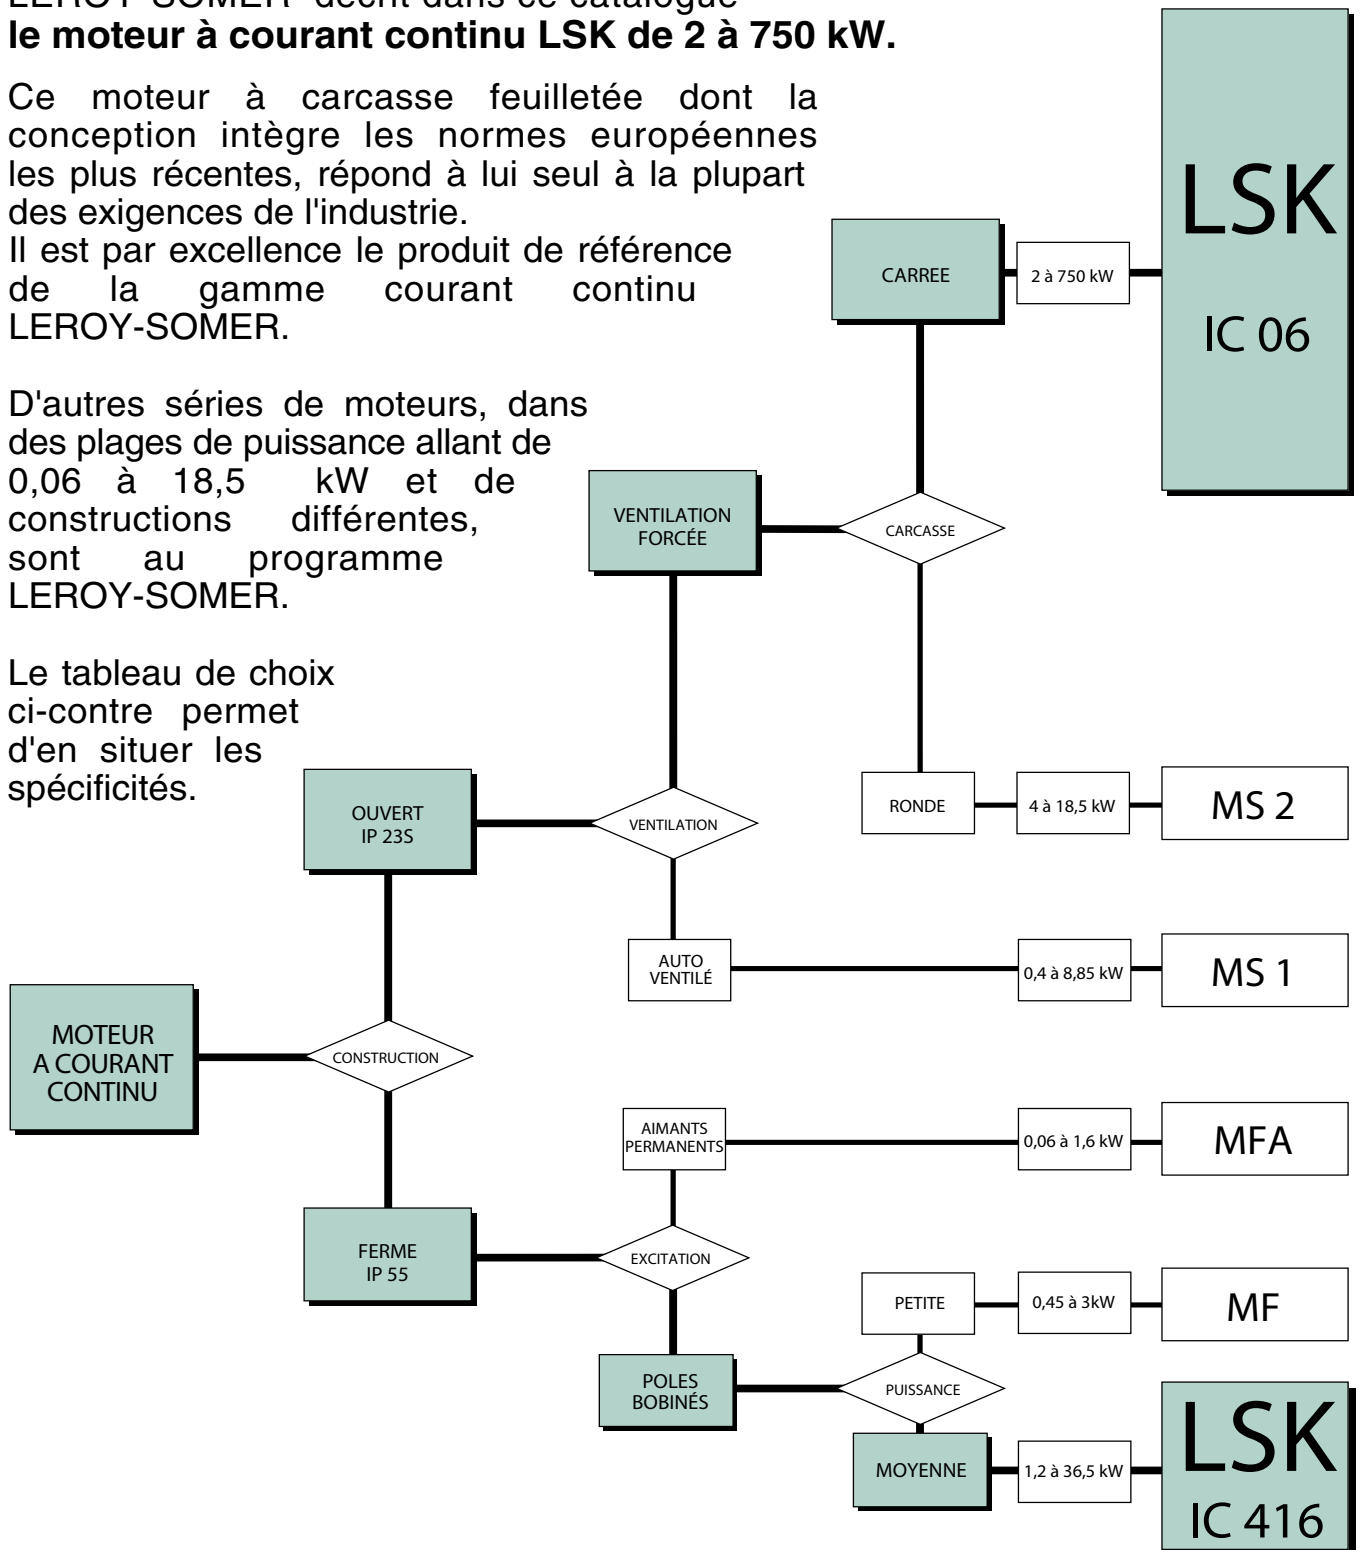 LEROY-SOMER décrit dans ce catalogue
le moteur à courant continu LSK de 2 à 750 kW.
Ce moteur à carcasse feuilletée dont la
conception intègre les normes européennes
les plus récentes, répond à lui seul à la plupart
des exigences de l'industrie.
Il est par excellence le produit de référence
de la gamme courant continu
LEROY-SOMER.
D'autres séries de moteurs, dans
des plages de puissance allant de
0,06 à 18,5 kW et de
constructions différentes,
sont au programme
LEROY-SOMER.
Le tableau de choix
ci-contre permet
d'en situer les
spécificités.
MOTEUR
A COURANT
CONTINU
CONSTRUCTION
OUVERT
IP 23S
VENTILATION
VENTILATION
FORCÉE
CARCASSE
CARREE
2 à 750 kW
LSK
IC 06
RONDE
4 à 18,5 kW
MS 2
AUTO
VENTILÉ
0,4 à 8,85 kW
MS 1
FERME
IP 55
EXCITATION
AIMANTS
PERMANENTS
0,06 à 1,6 kW
MFA
POLES
BOBINÉS
PUISSANCE
PETITE
0,45 à 3kW
MF
MOYENNE
1,2 à 36,5 kW
LSK
IC 416